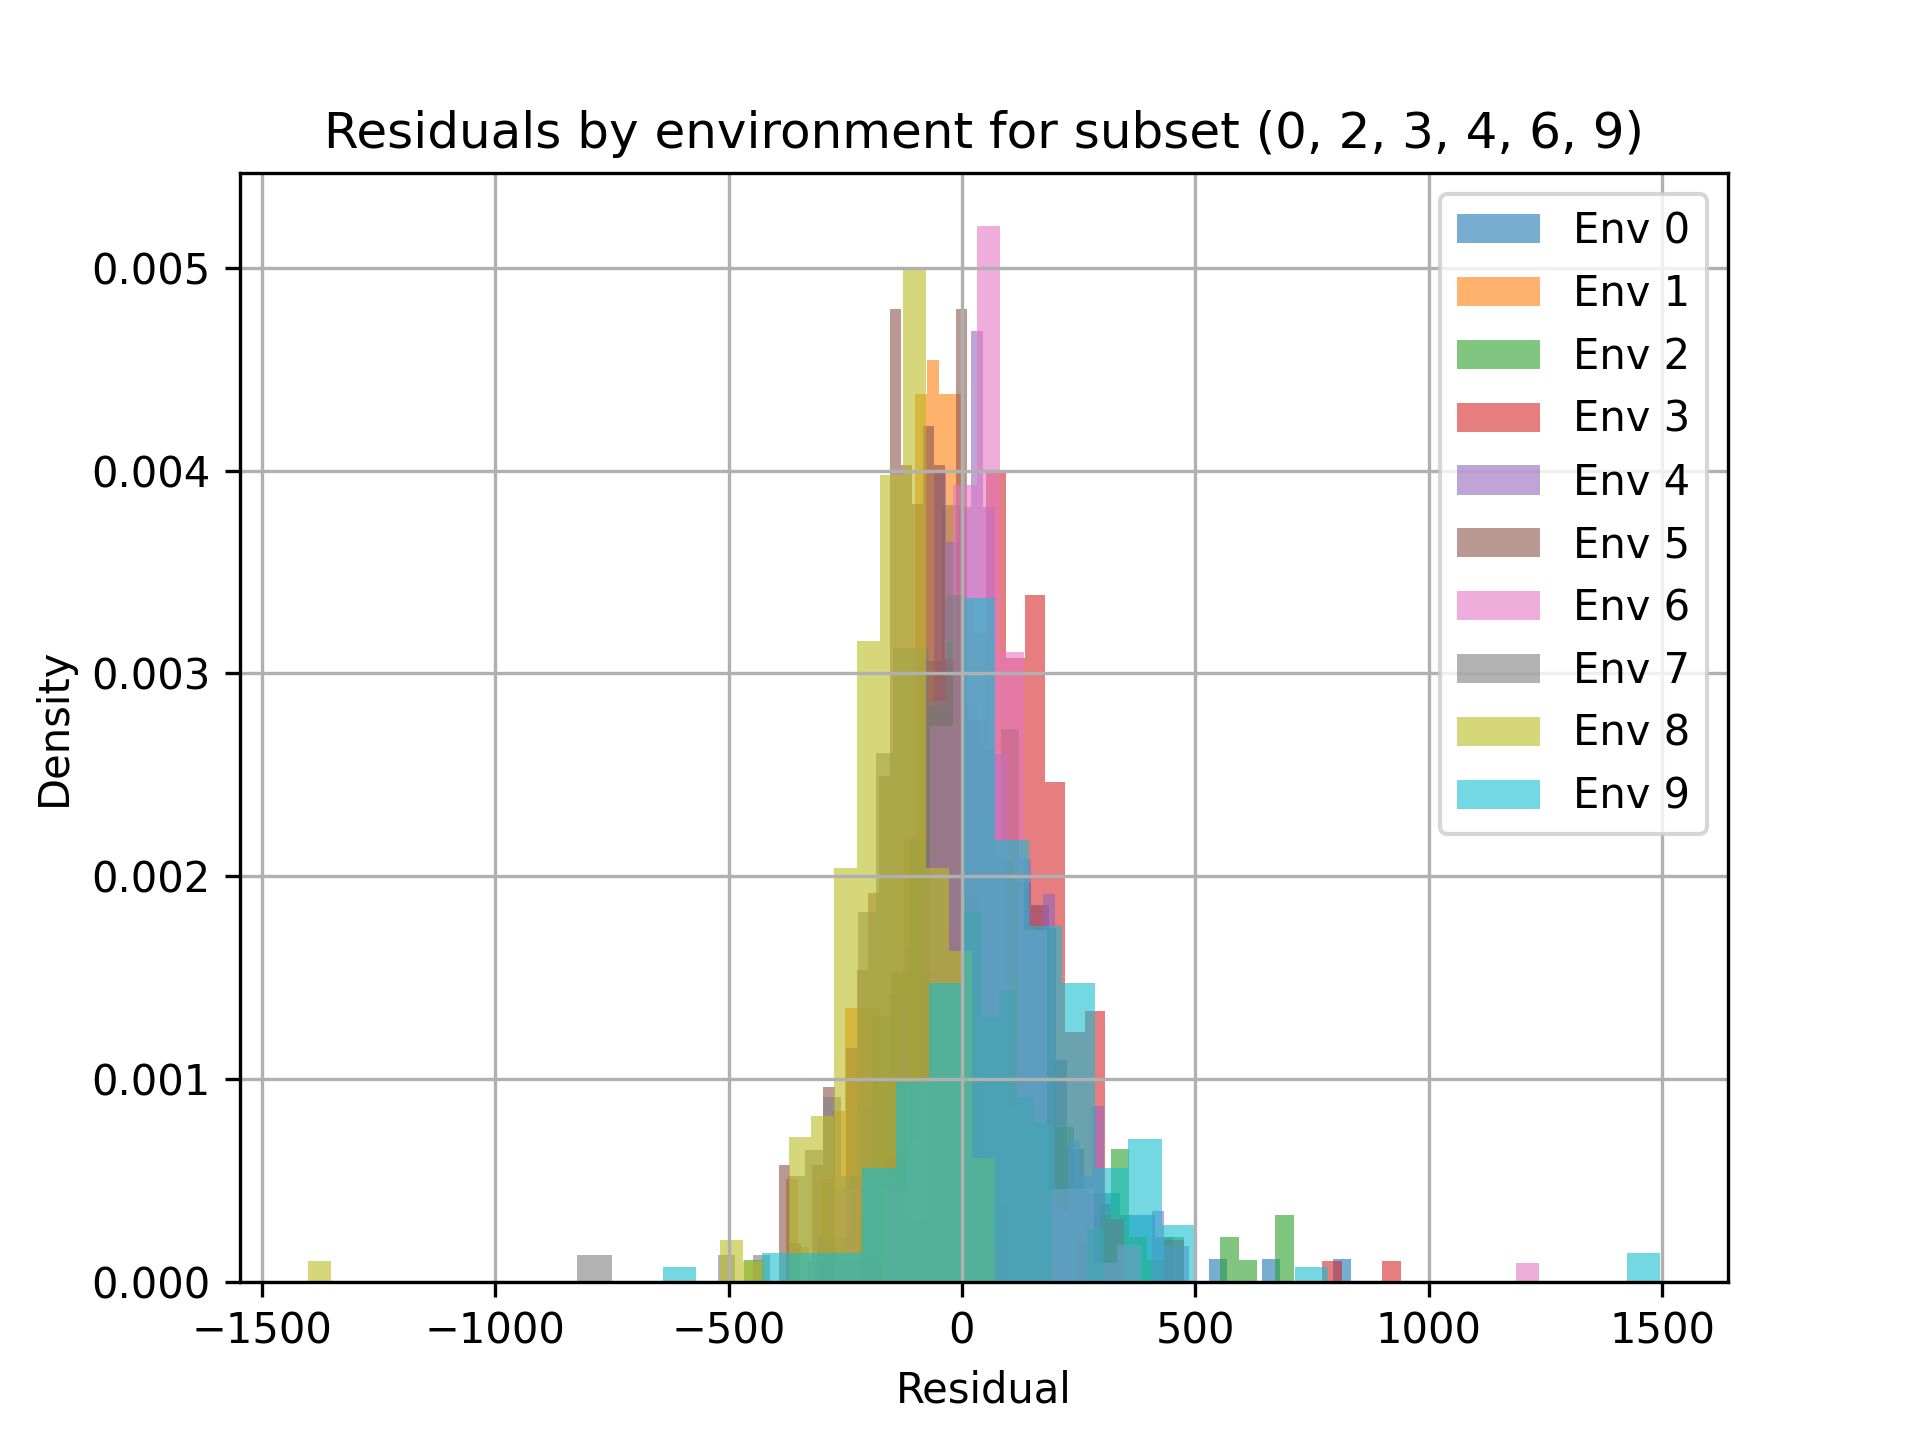 Residuals by environment for subset (0, 2, 3, 4, 6, 9)
Env 0
Env 1
Env 2
Env 3
Env 4
Env 5
Env 6
Env 7
Env 8
Env 9
0.005
0.004
0.003
0.002
0.001
0.000
Density
−1500 −1000 −500 0 500 1000 1500
Residual